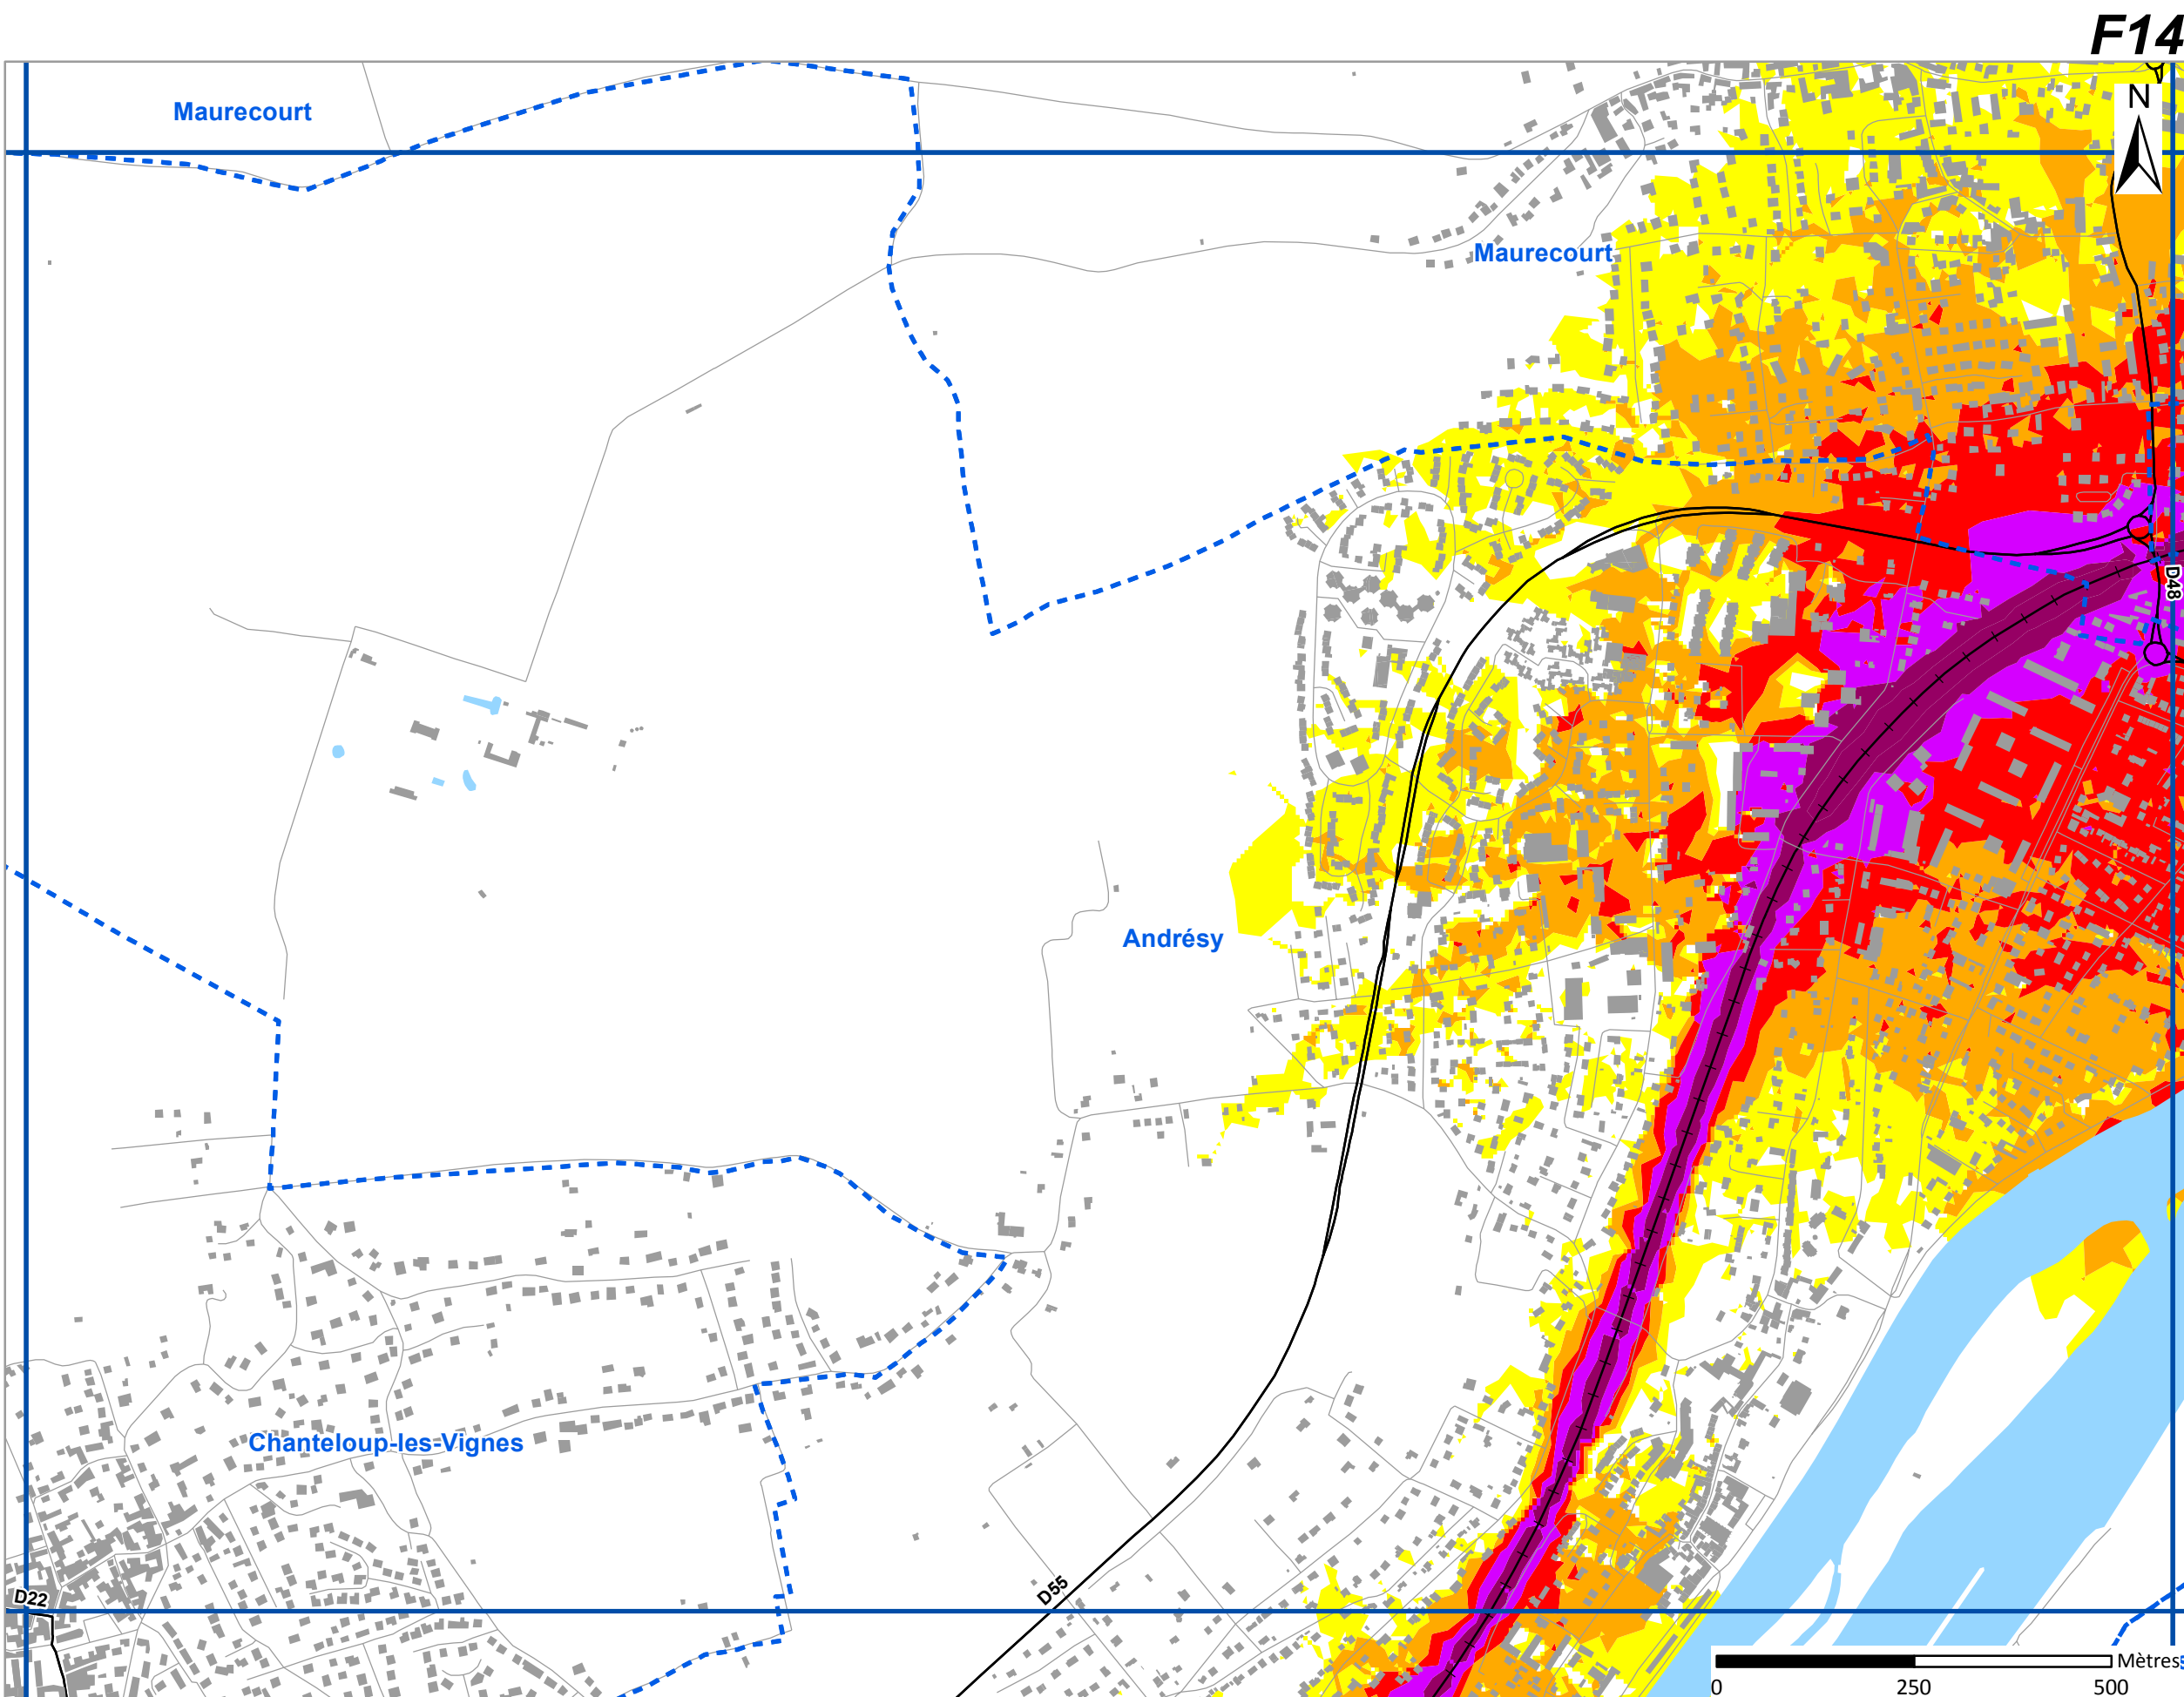 F14
N
Maurecourt
Maurecourt
D48
Andrésy
Chanteloup-les-Vignes
D22
D55
Mètres
0 250 500